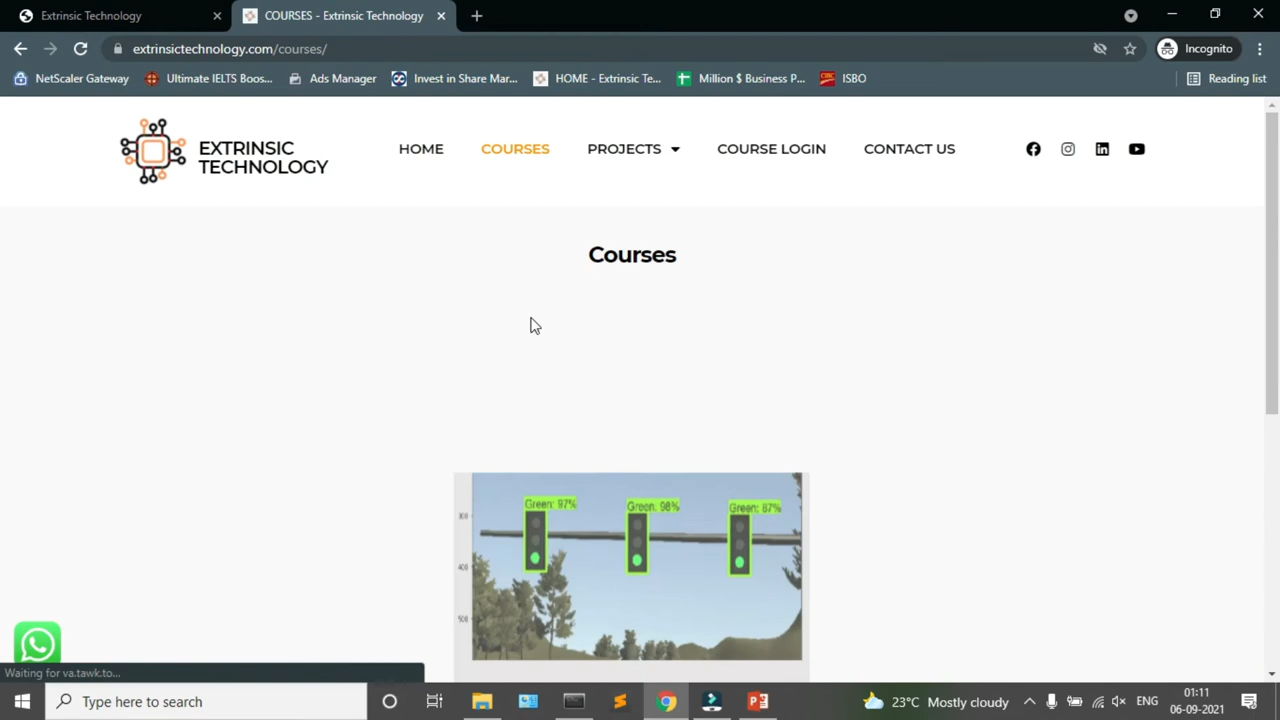 Extrinsic Technology
COURSES - Extrinsic Technology
extrinsictechnology.com/courses/
Incognito
NetScaler Gateway
Ultimate IELTS Boos...
Ads Manager
Invest in Share Mar...
HOME - Extrinsic Te...
Million $ Business P...
CIBC
ISBO
Reading list
EXTRINSIC
TECHNOLOGY
HOME
COURSES
PROJECTS
COURSE LOGIN
CONTACT US
Courses
Green: 97%
Green: 98%
Green: 87%
400
500
Waiting for va.tawk.to...
Type here to search
23°C Mostly cloudy
ENG
01:11
06-09-2021